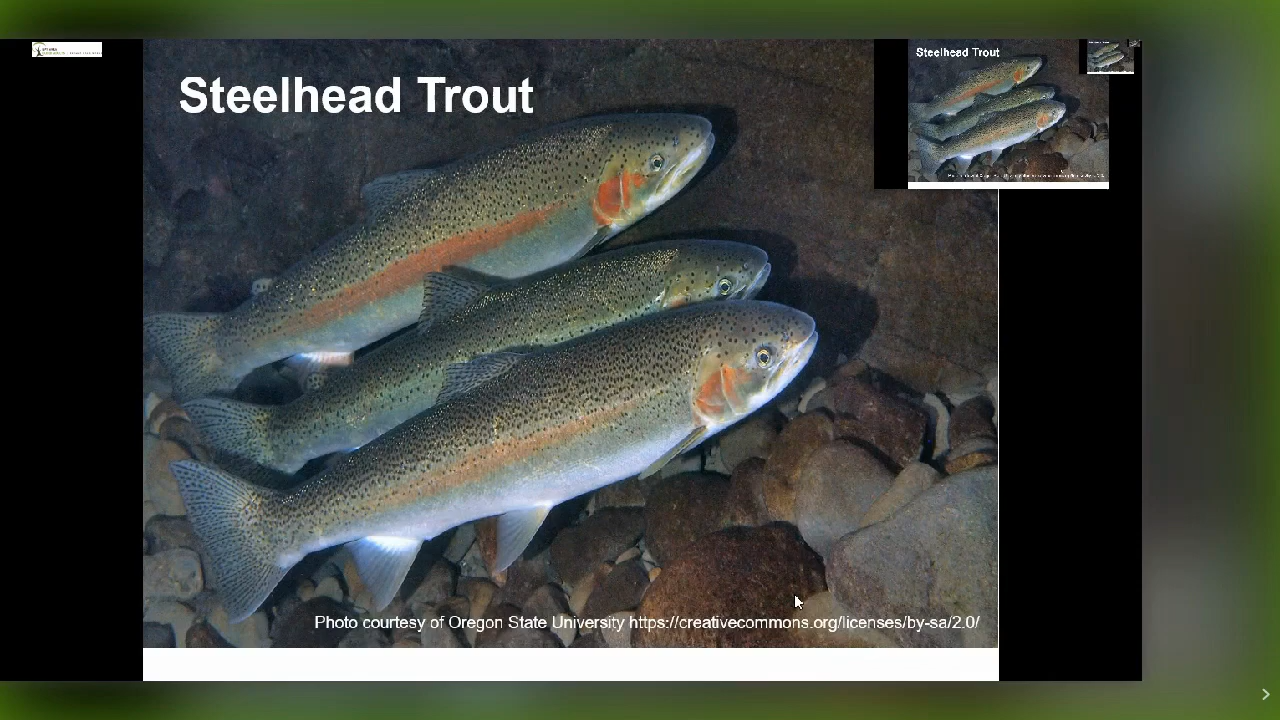 Steelhead Trout
Steelhead Trout
Photo courtesy of Oregon State University https://creativecommons.org/licenses/by-sa/2.0/